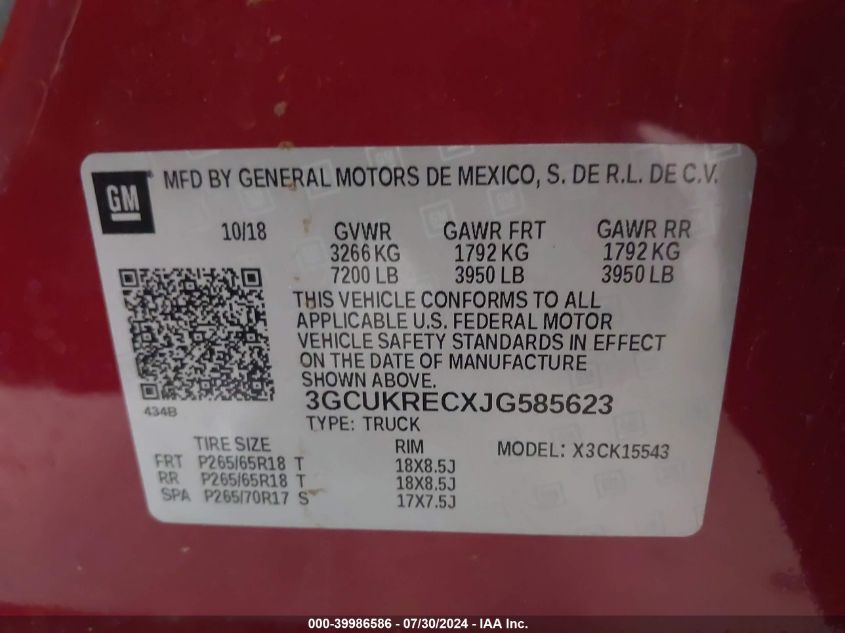 GM
MFD BY GENERAL MOTORS DE MEXICO, S. DE R.L. DE C.V.
10/18 GVWR GAWR FRT GAWR RR
3266 KG 1792 KG 1792 KG
7200 LB 3950 LB 3950 LB
THIS VEHICLE CONFORMS TO ALL
APPLICABLE U.S. FEDERAL MOTOR
VEHICLE SAFETY STANDARDS IN EFFECT
ON THE DATE OF MANUFACTURE
SHOWN ABOVE.
434B
3GCUKRECXJG585623
TYPE: TRUCK
TIRE SIZE RIM MODEL: X3CK15543
FRT P265/65R18 T 18X8.5J
RR P265/65R18 T 18X8.5J
SPA P265/70R17 S 17X7.5J
000-39986586 / 07/30/2024 - IAA Inc.